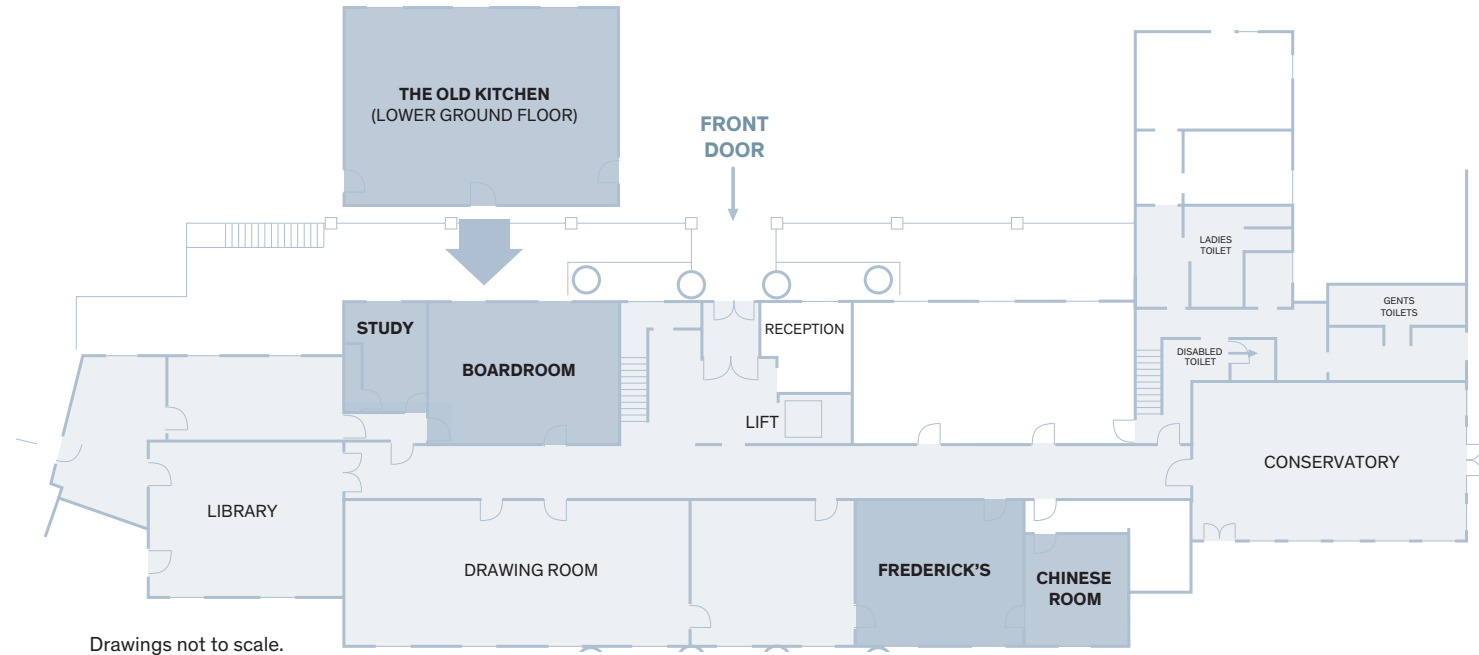 THE OLD KITCHEN
(LOWER GROUND FLOOR)
FRONT
DOOR
LADIES
TOILET
GENTS
TOILETS
STUDY
RECEPTION
DISABLED
TOILET
BOARDROOM
LIFT
CONSERVATORY
LIBRARY
DRAWING ROOM
FREDERICK’S
CHINESE
ROOM
Drawings not to scale.